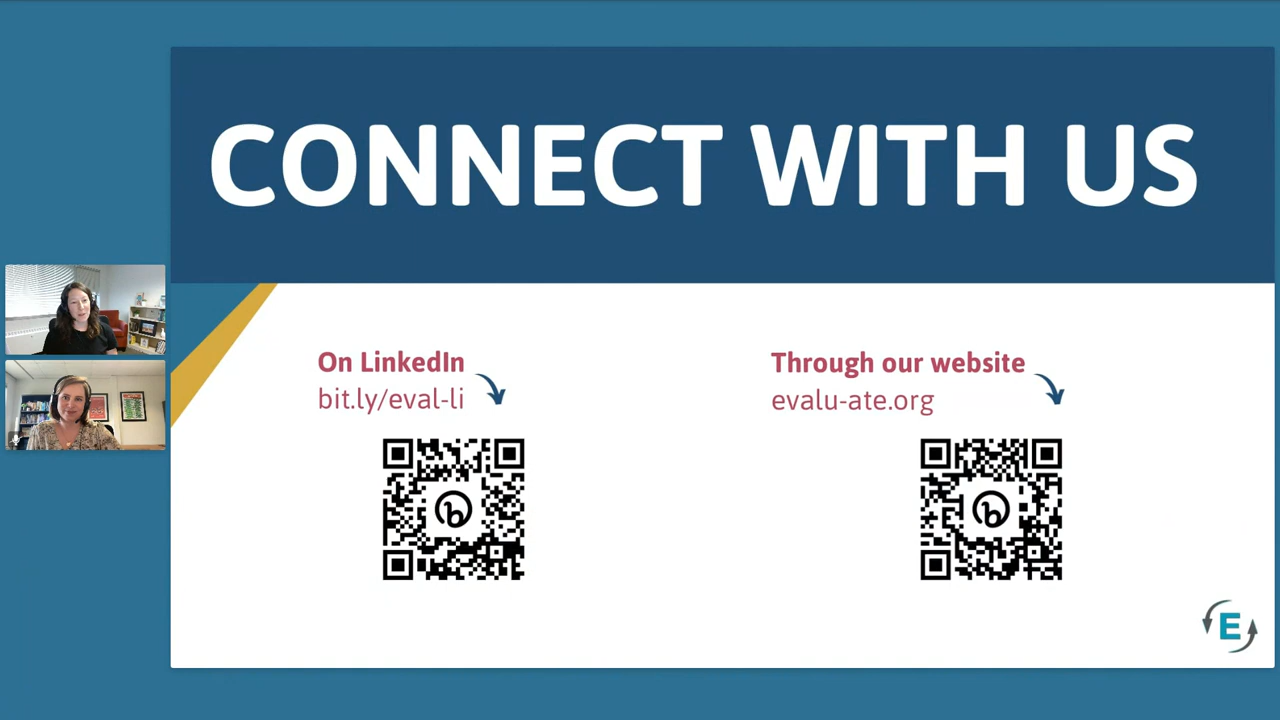 CONNECT WITH US
On LinkedIn
bit.ly/eval-li
Through our website
evalu-ate.org
b
b
E